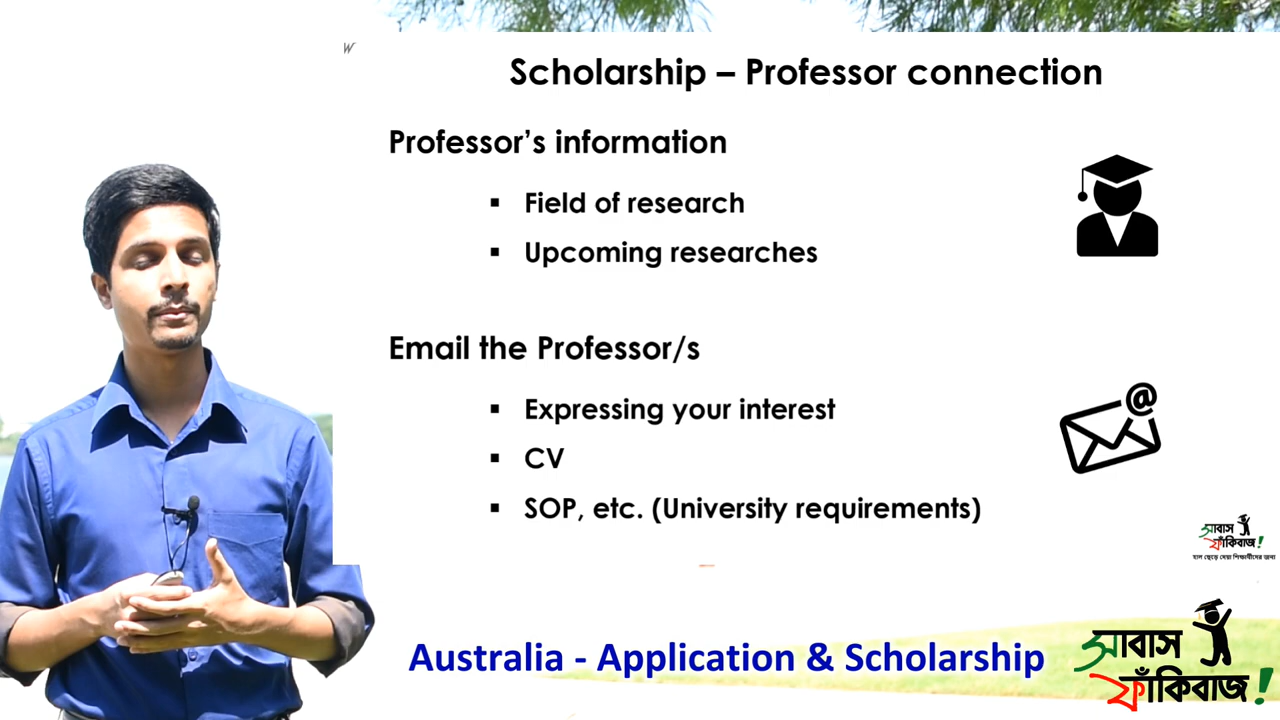 W
Scholarship – Professor connection
Professor's information
▪ Field of research
▪ Upcoming researches
Email the Professor/s
▪ Expressing your interest
▪ CV
▪ SOP, etc. (University requirements)
@
সাবাস
ফাঁকিবাজ!
হাল ছেড়ে দেয়া শিক্ষার্থীদের জন্য
Australia - Application & Scholarship
সাবাস
ফাঁকিবাজ!